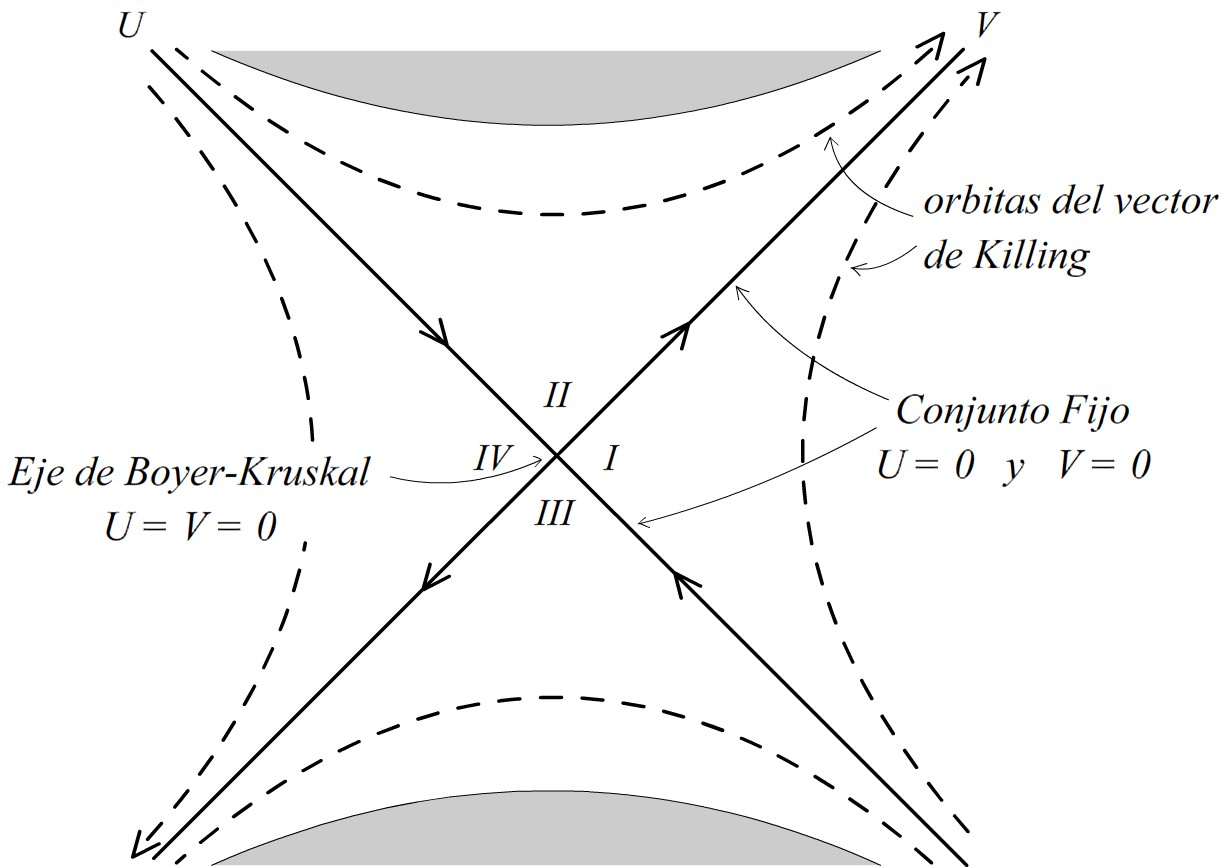 U
V
orbitas del vector
de Killing
II
Conjunto Fijo
U = 0 y V = 0
IV
I
Eje de Boyer-Kruskal
U = V = 0
III